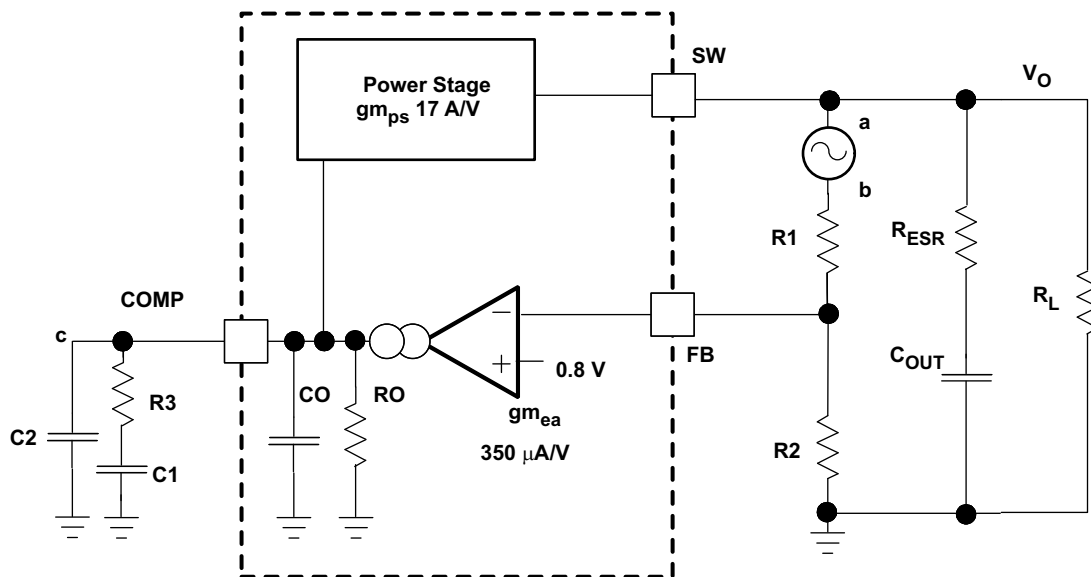 Power Stage
gm_ps 17 A/V
SW
V_O
a
b
R1
R_ESR
R_L
COMP
c
FB
0.8 V
CO
RO
C_OUT
R3
gm_ea
C2
C1
350 μA/V
R2
−
+